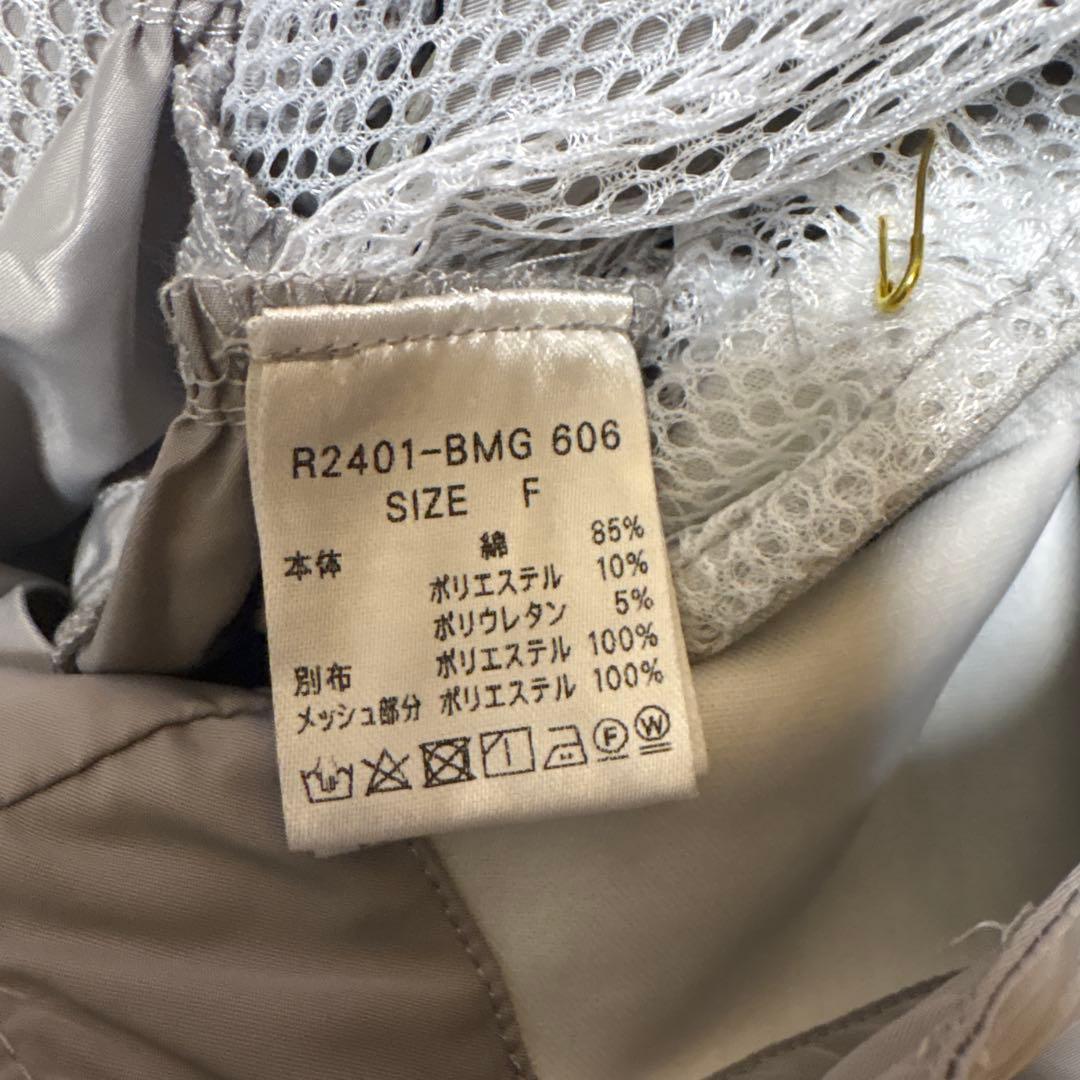 R2401-BMG 606
SIZE F
本体 綿 85%
ポリエステル 10%
ポリウレタン 5%
別布 ポリエステル 100%
メッシュ部分 ポリエステル 100%
F W